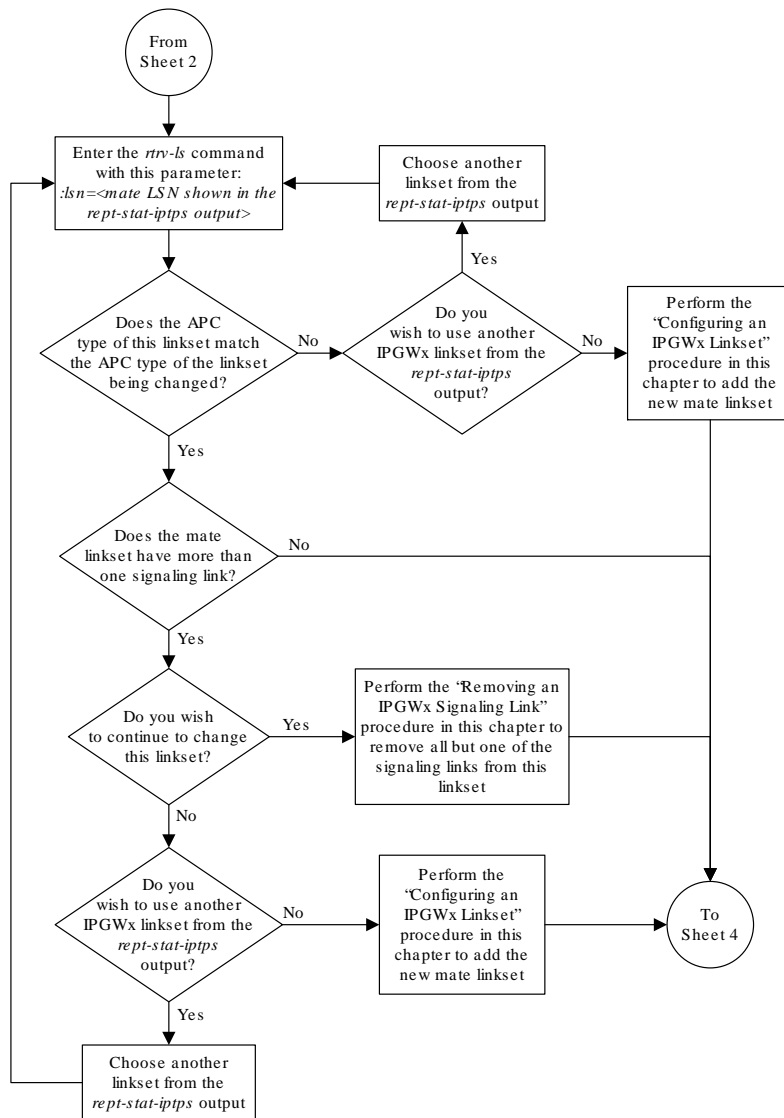 From
Sheet 2
Enter the rtrv-ls command
with this parameter:
:lsn=<mate LSN shown in the
rept-stat-iptps output>
Choose another
linkset from the
rept-stat-iptps output
Yes
Does the APC
type of this linkset match
the APC type of the linkset
being changed?
No
Do you
wish to use another
IPGWx linkset from the
rept-stat-iptps
output?
No
Perform the
“Configuring an
IPGWx Linkset”
procedure in this
chapter to add the
new mate linkset
Yes
Does the mate
linkset have more than
one signaling link?
No
Yes
Do you wish
to continue to change
this linkset?
Yes
Perform the “Removing an
IPGWx Signaling Link”
procedure in this chapter to
remove all but one of the
signaling links from this
linkset
No
Do you
wish to use another
IPGWx linkset from the
rept-stat-iptps
output?
No
Perform the
“Configuring an
IPGWx Linkset”
procedure in this
chapter to add the
new mate linkset
To
Sheet 4
Yes
Choose another
linkset from the
rept-stat-iptps output